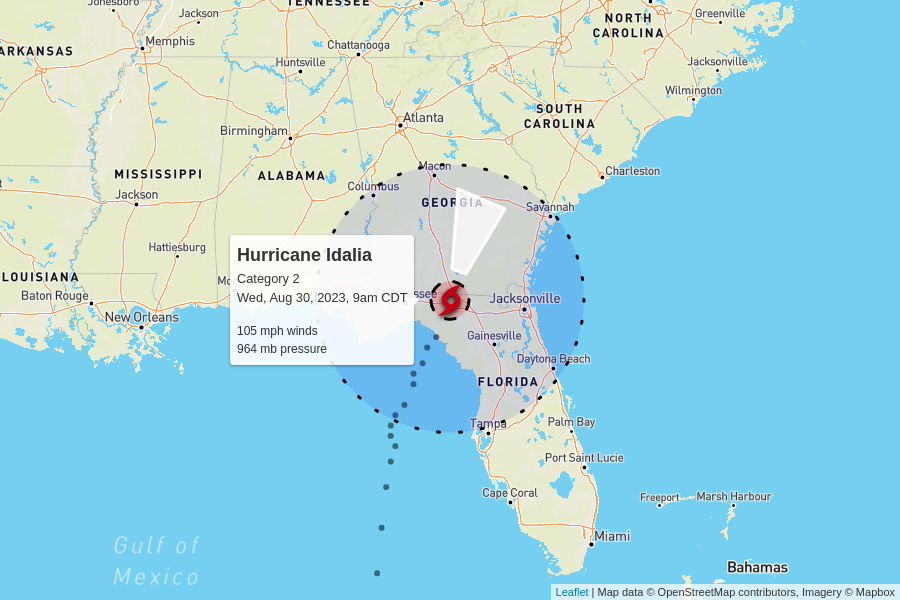 TENNESSEE
Jonesboro
Jackson
Greenville
NORTH
CAROLINA
Memphis
ARKANSAS
Chattanooga
Huntsville
Jacksonville
Wilmington
SOUTH
CAROLINA
Atlanta
Birmingham
Macon
Charleston
MISSISSIPPI
ALABAMA
Columbus
Jackson
GEORGIA
Savannah
Hattiesburg
LOUISIANA
Baton Rouge
New Orleans
Hurricane Idalia
Category 2
Wed, Aug 30, 2023, 9am CDT
105 mph winds
964 mb pressure
Mo
ssee
Jacksonville
Gainesville
Daytona Beach
FLORIDA
Tampa
Palm Bay
Port Saint Lucie
Cape Coral
Freeport
Marsh Harbour
Miami
Gulf of
Mexico
Bahamas
Leaflet | Map data © OpenStreetMap contributors, Imagery © Mapbox